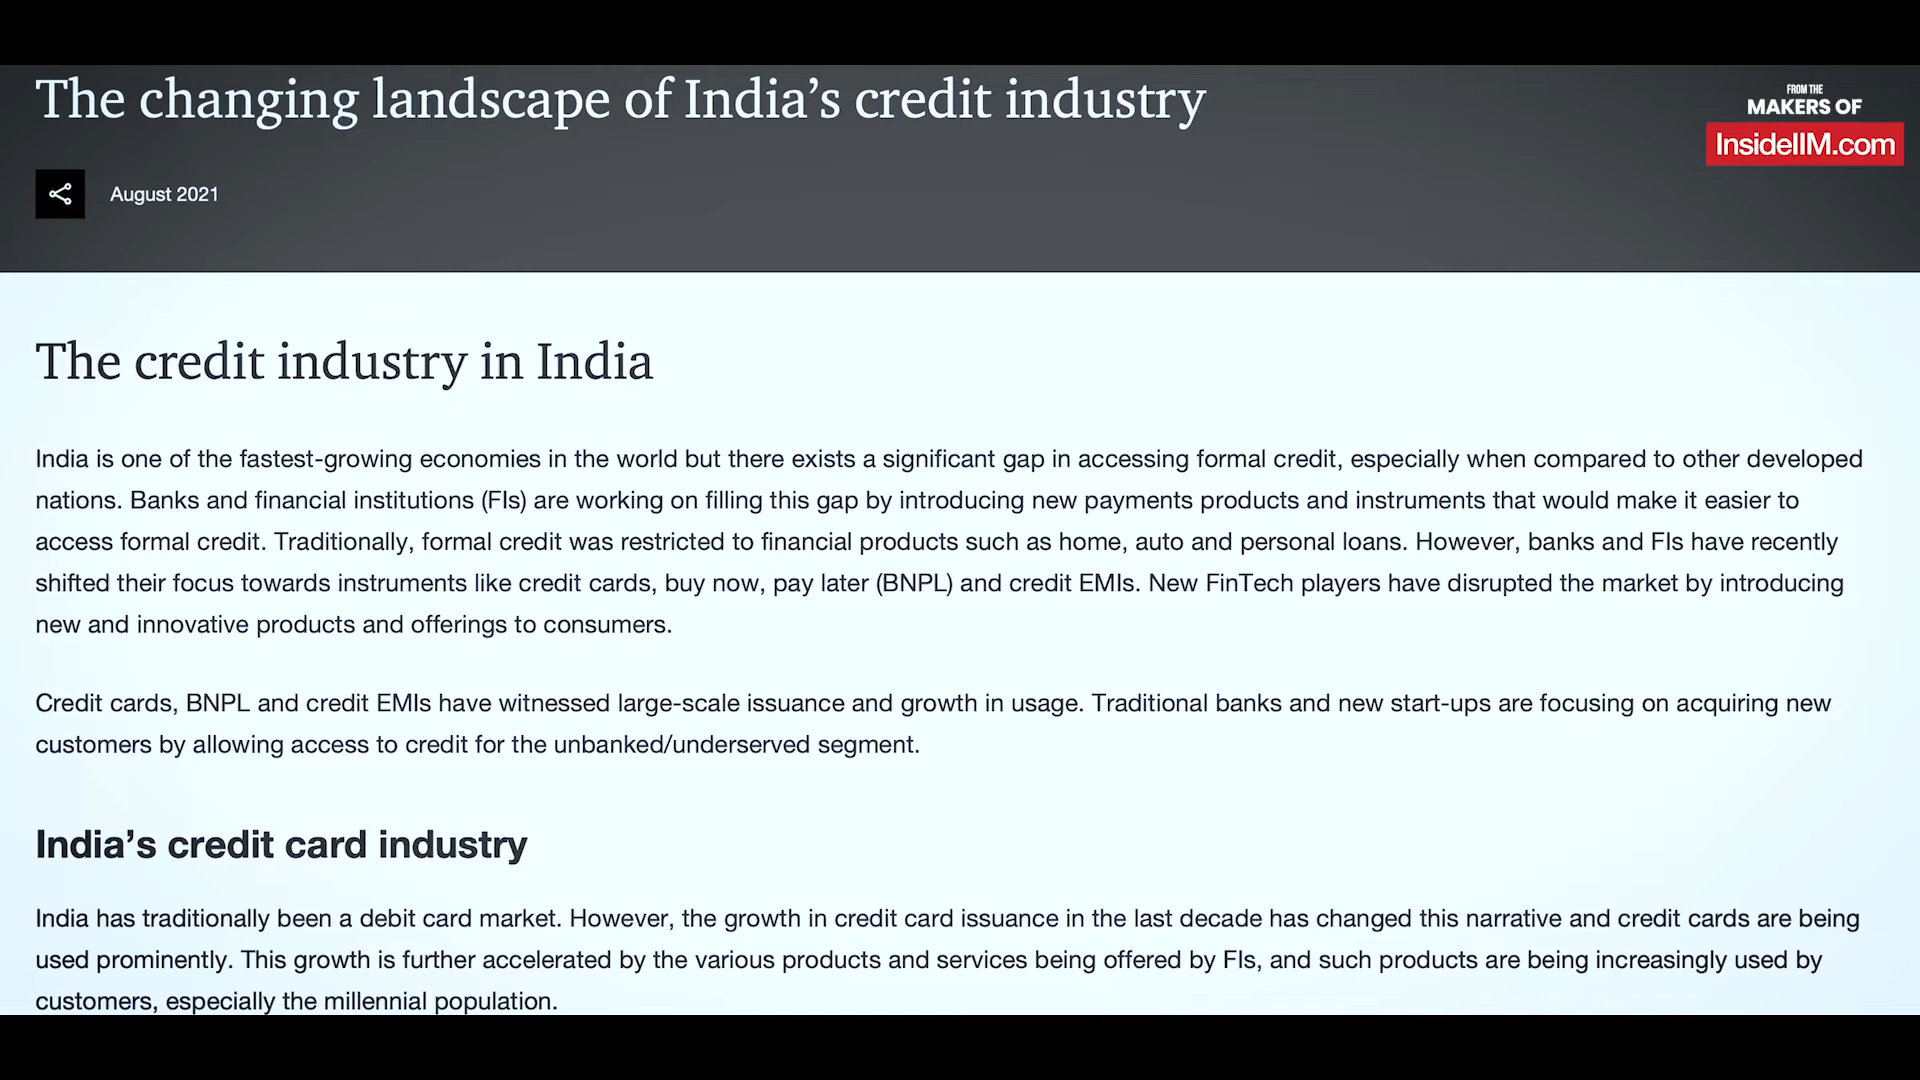 The changing landscape of India’s credit industry
FROM THE
MAKERS OF
InsideIIM.com
August 2021
The credit industry in India
India is one of the fastest-growing economies in the world but there exists a significant gap in accessing formal credit, especially when compared to other developed
nations. Banks and financial institutions (FIs) are working on filling this gap by introducing new payments products and instruments that would make it easier to
access formal credit. Traditionally, formal credit was restricted to financial products such as home, auto and personal loans. However, banks and FIs have recently
shifted their focus towards instruments like credit cards, buy now, pay later (BNPL) and credit EMIs. New FinTech players have disrupted the market by introducing
new and innovative products and offerings to consumers.
Credit cards, BNPL and credit EMIs have witnessed large-scale issuance and growth in usage. Traditional banks and new start-ups are focusing on acquiring new
customers by allowing access to credit for the unbanked/underserved segment.
India’s credit card industry
India has traditionally been a debit card market. However, the growth in credit card issuance in the last decade has changed this narrative and credit cards are being
used prominently. This growth is further accelerated by the various products and services being offered by FIs, and such products are being increasingly used by
customers, especially the millennial population.